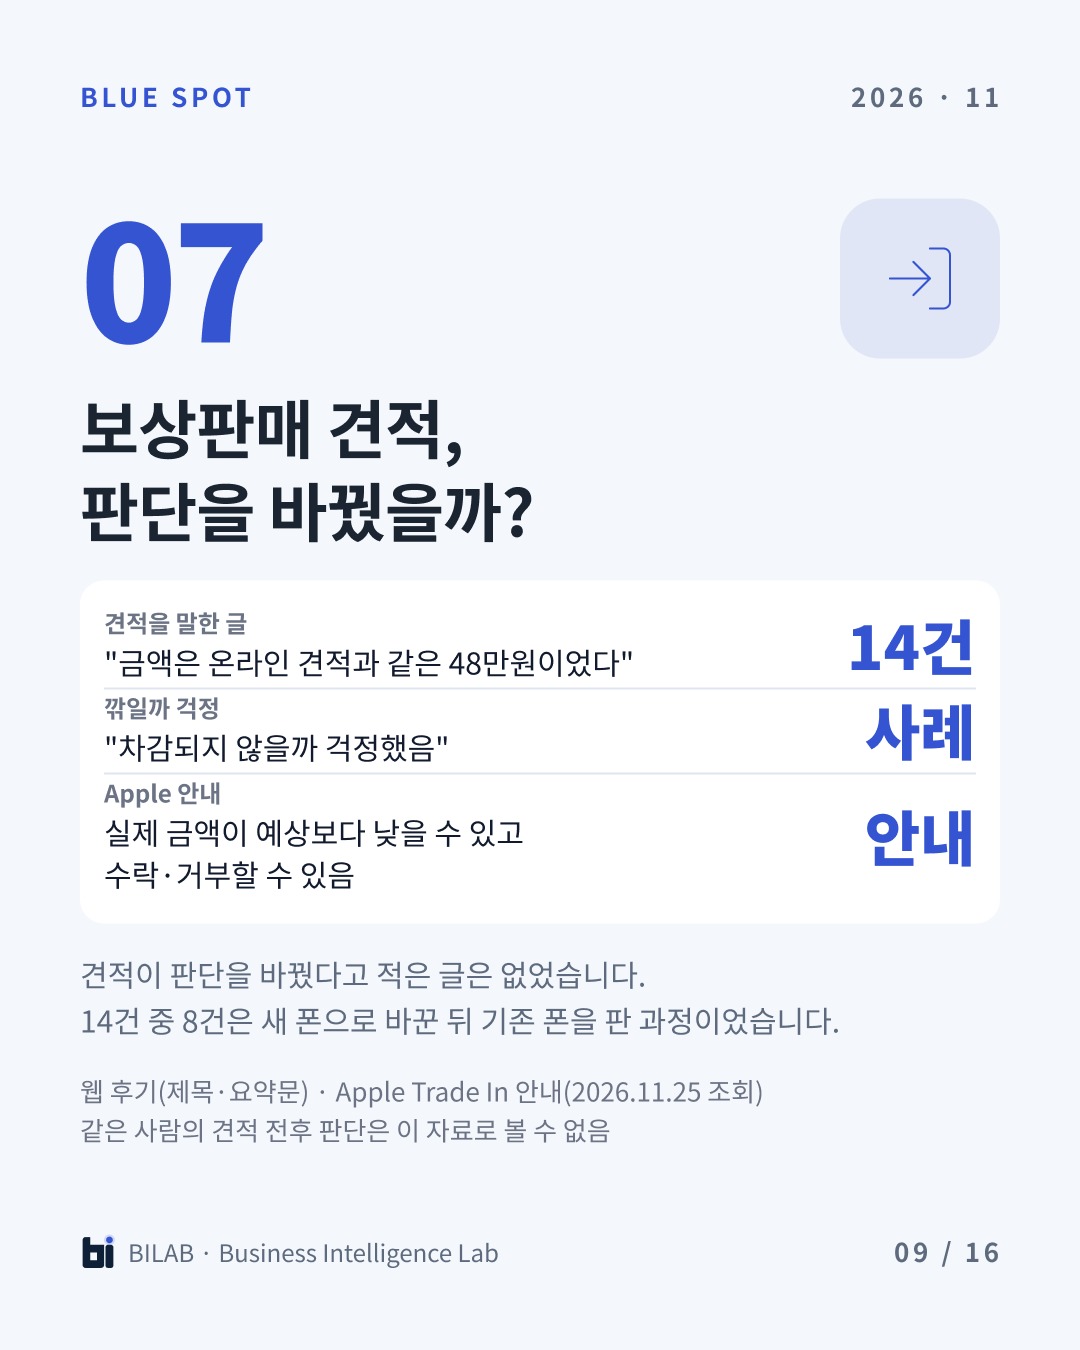 BLUE SPOT
2026 · 11
07
보상판매 견적,
판단을 바꿨을까?
견적을 말한 글
"금액은 온라인 견적과 같은 48만원이었다"
14건
깎일까 걱정
"차감되지 않을까 걱정했음"
사례
Apple 안내
실제 금액이 예상보다 낮을 수 있고
수락·거부할 수 있음
안내
견적이 판단을 바꿨다고 적은 글은 없었습니다.
14건 중 8건은 새 폰으로 바꾼 뒤 기존 폰을 판 과정이었습니다.
웹 후기(제목·요약문) · Apple Trade In 안내(2026.11.25 조회)
같은 사람의 견적 전후 판단은 이 자료로 볼 수 없음
bi BILAB · Business Intelligence Lab
09 / 16